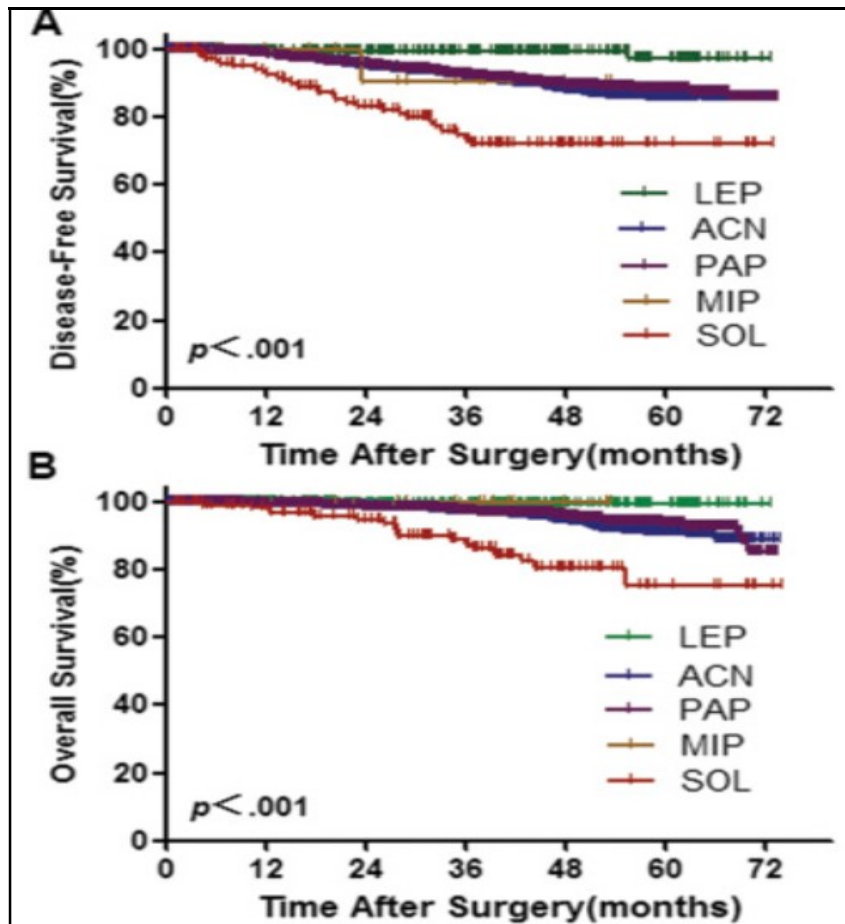 A
Disease-Free Survival(%)
100
80
60
40
20
0
LEP
ACN
PAP
MIP
SOL
p< .001
0 12 24 36 48 60 72
Time After Surgery(months)
B
Overall Survival(%)
100
80
60
40
20
0
LEP
ACN
PAP
MIP
SOL
p< .001
0 12 24 36 48 60 72
Time After Surgery(months)